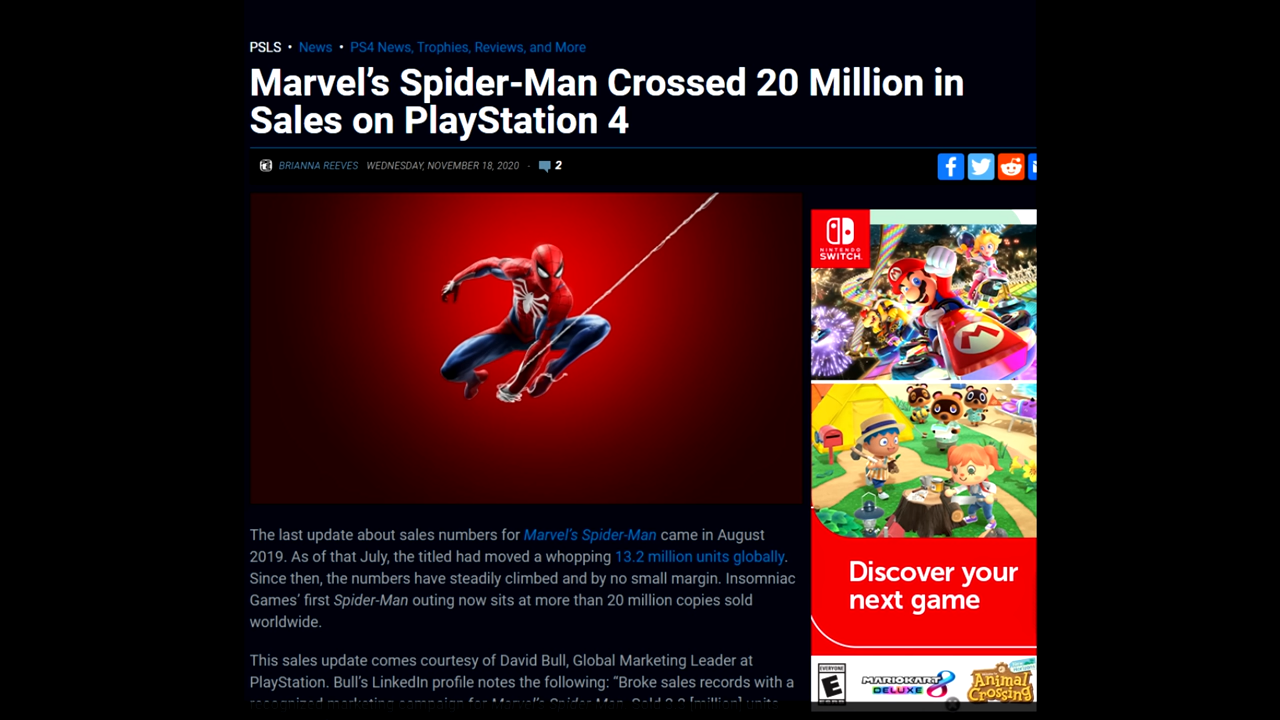 PSLS • News • PS4 News, Trophies, Reviews, and More
Marvel's Spider-Man Crossed 20 Million in
Sales on PlayStation 4
BRIANNA REEVES WEDNESDAY, NOVEMBER 18, 2020 - 2
The last update about sales numbers for Marvel's Spider-Man came in August
2019. As of that July, the titled had moved a whopping 13.2 million units globally.
Since then, the numbers have steadily climbed and by no small margin. Insomniac
Games' first Spider-Man outing now sits at more than 20 million copies sold
worldwide.
This sales update comes courtesy of David Bull, Global Marketing Leader at
PlayStation. Bull's LinkedIn profile notes the following: “Broke sales records with a
NINTENDO
SWITCH
M
M
Discover your
next game
EVERYONE
E
MARIOKART 8
DELUXE
Animal
Crossing